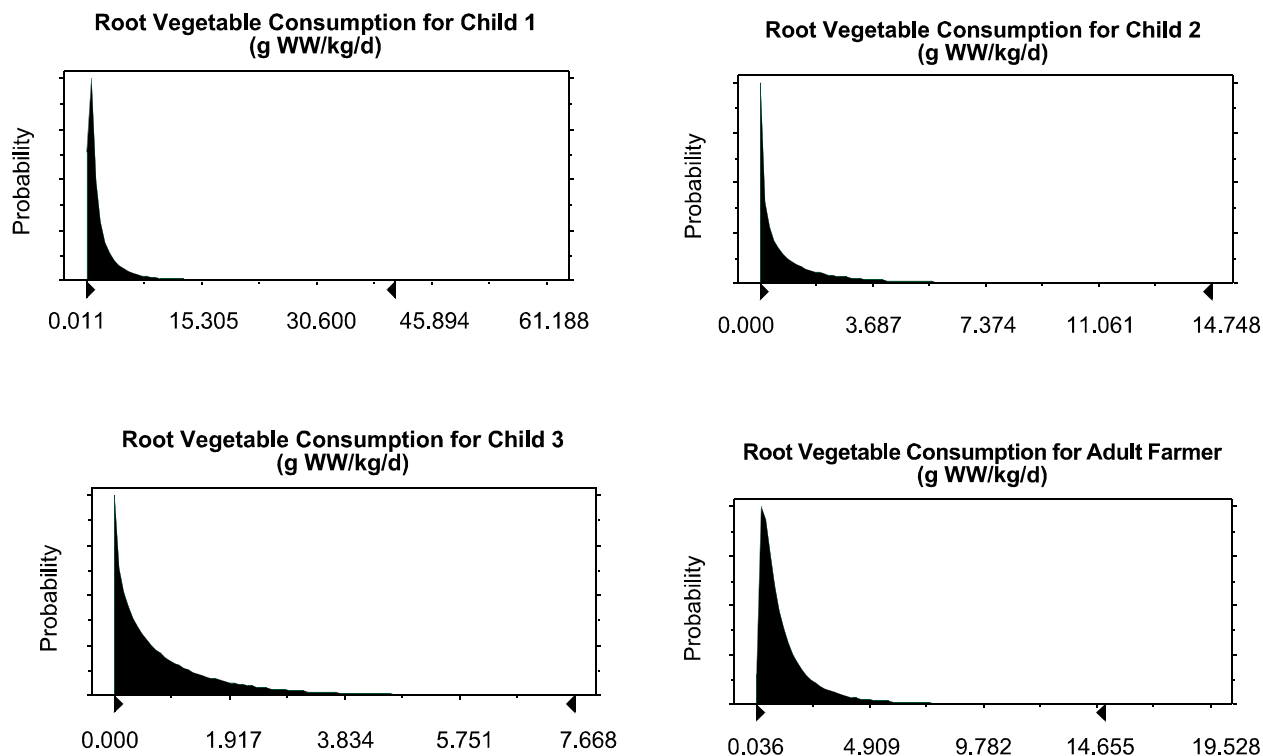 Root Vegetable Consumption for Child 1
(g WW/kg/d)
Probability
0.011 15.305 30.600 45.894 61.188
Root Vegetable Consumption for Child 2
(g WW/kg/d)
Probability
0.000 3.687 7.374 11.061 14.748
Root Vegetable Consumption for Child 3
(g WW/kg/d)
Probability
0.000 1.917 3.834 5.751 7.668
Root Vegetable Consumption for Adult Farmer
(g WW/kg/d)
Probability
0.036 4.909 9.782 14.655 19.528